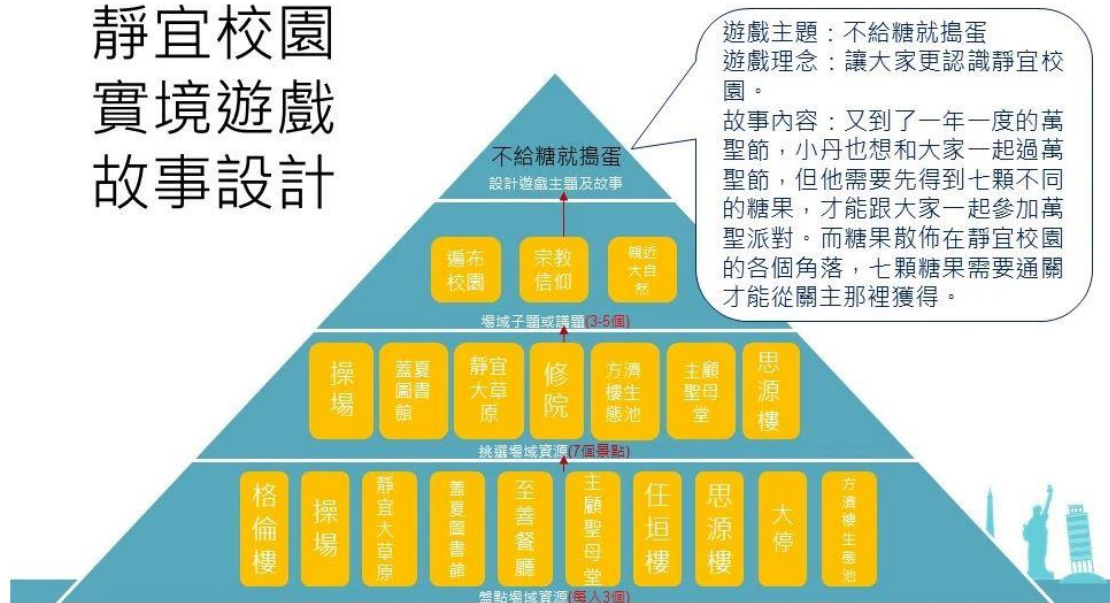 靜宜校園
實境遊戲
故事設計
遊戲主題：不給糖就搗蛋
遊戲理念：讓大家更認識靜宜校
園。
故事內容：又到了一年一度的萬
聖節，小丹也想和大家一起過萬
聖節，但他需要先得到七顆不同
的糖果，才能跟大家一起參加萬
聖派對。而糖果散佈在靜宜校園
的各個角落，七顆糖果需要通關
才能從關主那裡獲得。
不給糖就搗蛋
設計遊戲主題及故事
遍布
校園
宗教
信仰
親近
大自
然
場域子題或議題(3-5個)
操場
蓋夏
圖書
館
靜宜
大草
原
修院
方濟
樓生
態池
主顧
聖母
堂
思源樓
挑選場域資源(7個景點)
格倫樓
操場
靜宜大草原
蓋夏圖書館
至善餐廳
主顧聖母堂
任垣樓
思源樓
大停
方濟樓生態池
盤點場域資源(每人3個)